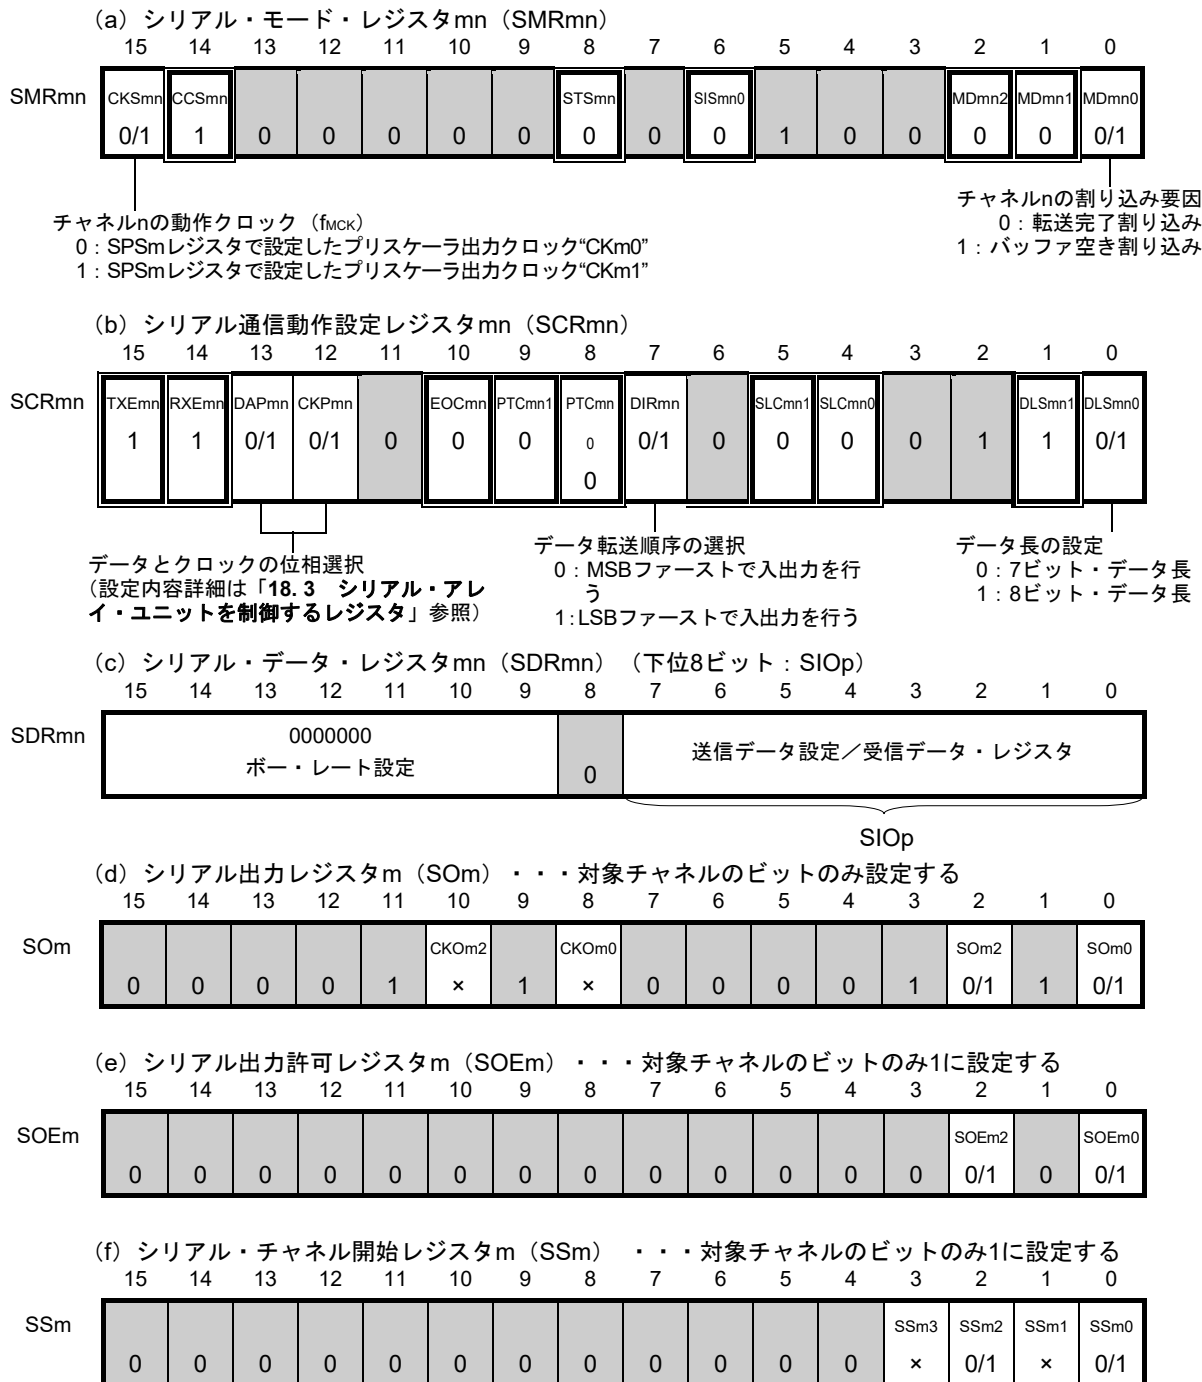 (a) シリアル・モード・レジスタmn（SMRmn）
15 14 13 12 11 10 9 8 7 6 5 4 3 2 1 0
SMRmn CKSmn CCSmn STSmn SISmn0 MDmn2 MDmn1 MDmn0
0/1 1 0 0 0 0 0 0 0 0 1 0 0 0 0 0/1
チャネルnの動作クロック（fMCK）
0：SPSmレジスタで設定したプリスケーラ出力クロック“CKm0”
1：SPSmレジスタで設定したプリスケーラ出力クロック“CKm1”
チャネルnの割り込み要因
0：転送完了割り込み
1：バッファ空き割り込み
(b) シリアル通信動作設定レジスタmn（SCRmn）
15 14 13 12 11 10 9 8 7 6 5 4 3 2 1 0
SCRmn TXEmn RXEmn DAPmn CKPmn EOCmn PTCmn1 PTCmn DIRmn SLCmn1 SLCmn0 DLSmn1 DLSmn0
1 1 0/1 0/1 0 0 0 0 0/1 0 0 0 0 1 1 0/1
0
データとクロックの位相選択
（設定内容詳細は「18. 3 シリアル・アレ
イ・ユニットを制御するレジスタ」参照）
データ転送順序の選択
0：MSBファーストで入出力を行
う
1：LSBファーストで入出力を行う
データ長の設定
0：7ビット・データ長
1：8ビット・データ長
(c) シリアル・データ・レジスタmn（SDRmn）（下位8ビット：SIOp）
15 14 13 12 11 10 9 8 7 6 5 4 3 2 1 0
SDRmn 0000000
ボー・レート設定 0 送信データ設定／受信データ・レジスタ
SIOp
(d) シリアル出力レジスタm（SOm）・・・対象チャネルのビットのみ設定する
15 14 13 12 11 10 9 8 7 6 5 4 3 2 1 0
SOm CKOm2 CKOm0 SOm2 SOm0
0 0 0 0 1 × 1 × 0 0 0 0 1 0/1 1 0/1
(e) シリアル出力許可レジスタm（SOEm）・・・対象チャネルのビットのみ1に設定する
15 14 13 12 11 10 9 8 7 6 5 4 3 2 1 0
SOEm SOEm2 SOEm0
0 0 0 0 0 0 0 0 0 0 0 0 0 0/1 0 0/1
(f) シリアル・チャネル開始レジスタm（SSm）・・・対象チャネルのビットのみ1に設定する
15 14 13 12 11 10 9 8 7 6 5 4 3 2 1 0
SSm SSm3 SSm2 SSm1 SSm0
0 0 0 0 0 0 0 0 0 0 0 0 × 0/1 × 0/1